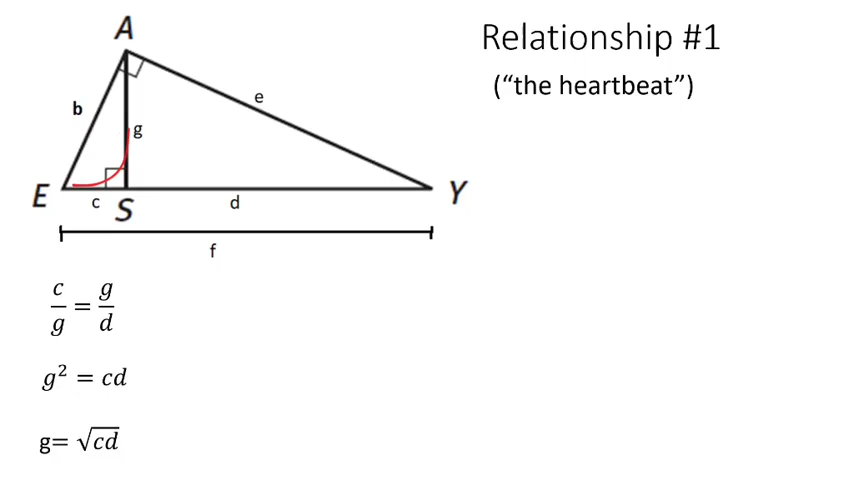 A
Relationship #1
(“the heartbeat”)
b
e
g
E
c
S
d
Y
f
c/g = g/d
g² = cd
g= √cd